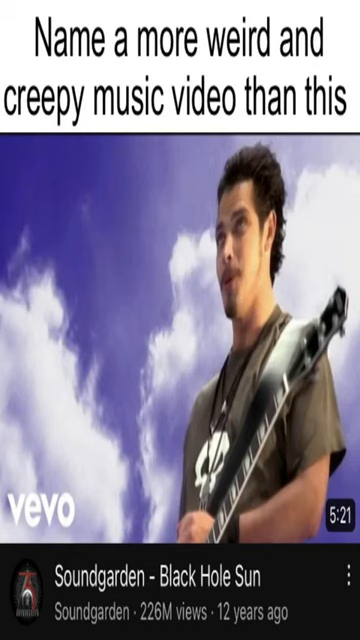 Name a more weird and
creepy music video than this
vevo
5:21
Soundgarden - Black Hole Sun
Soundgarden · 226M views · 12 years ago